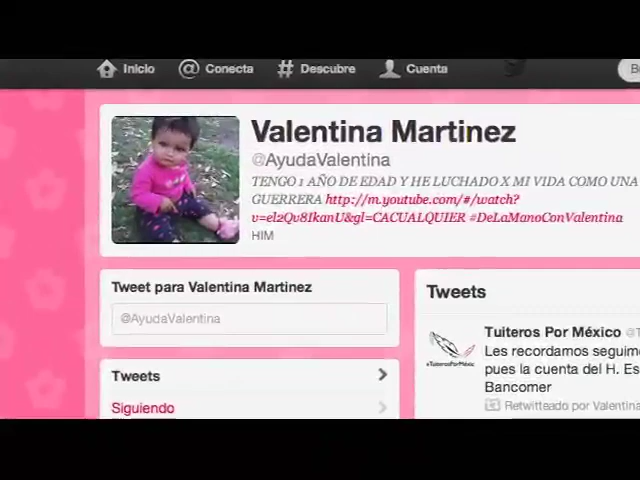 Inicio
Conecta
Descubre
Cuenta
Valentina Martinez
@AyudaValentina
TENGO 1 AÑO DE EDAD Y HE LUCHADO X MI VIDA COMO UNA
GUERRERA http://m.youtube.com/#/watch?
v=el2Qv8IkanU&gl=CACUALQUIER #DeLaManoConValentina
HIM
Tweet para Valentina Martinez
@AyudaValentina
Tweets
Siguiendo
Tweets
Tuiteros Por México
Les recordamos seguim
pues la cuenta del H. Es
Bancomer
Retwitteado por Valentina
#TuiterosPorMéxico